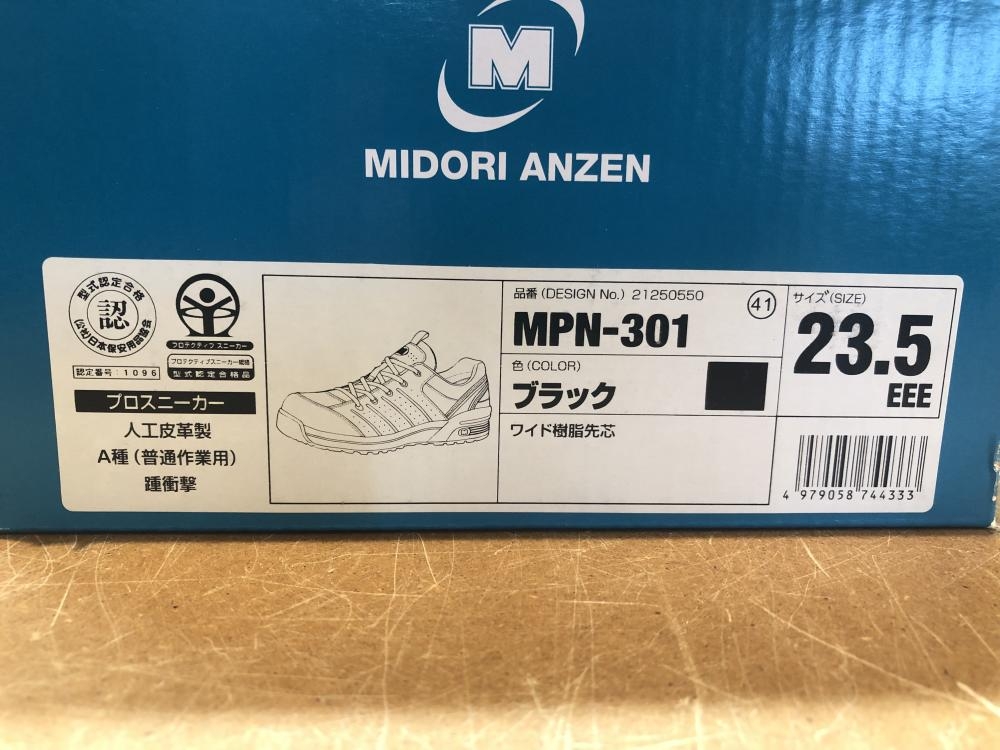 M
MIDORI ANZEN
型式認定合格
認
(公社)日本保安用品協会
認定番号:1096
プロテクティブ スニーカー
プロテクティブスニーカー規格
型式認定合格品
プロスニーカー
人工皮革製
A種(普通作業用)
踵衝撃
品番(DESIGN No.) 21250550
41
MPN-301
色(COLOR)
ブラック
ワイド樹脂先芯
サイズ(SIZE)
23.5
EEE
4 979058 744333